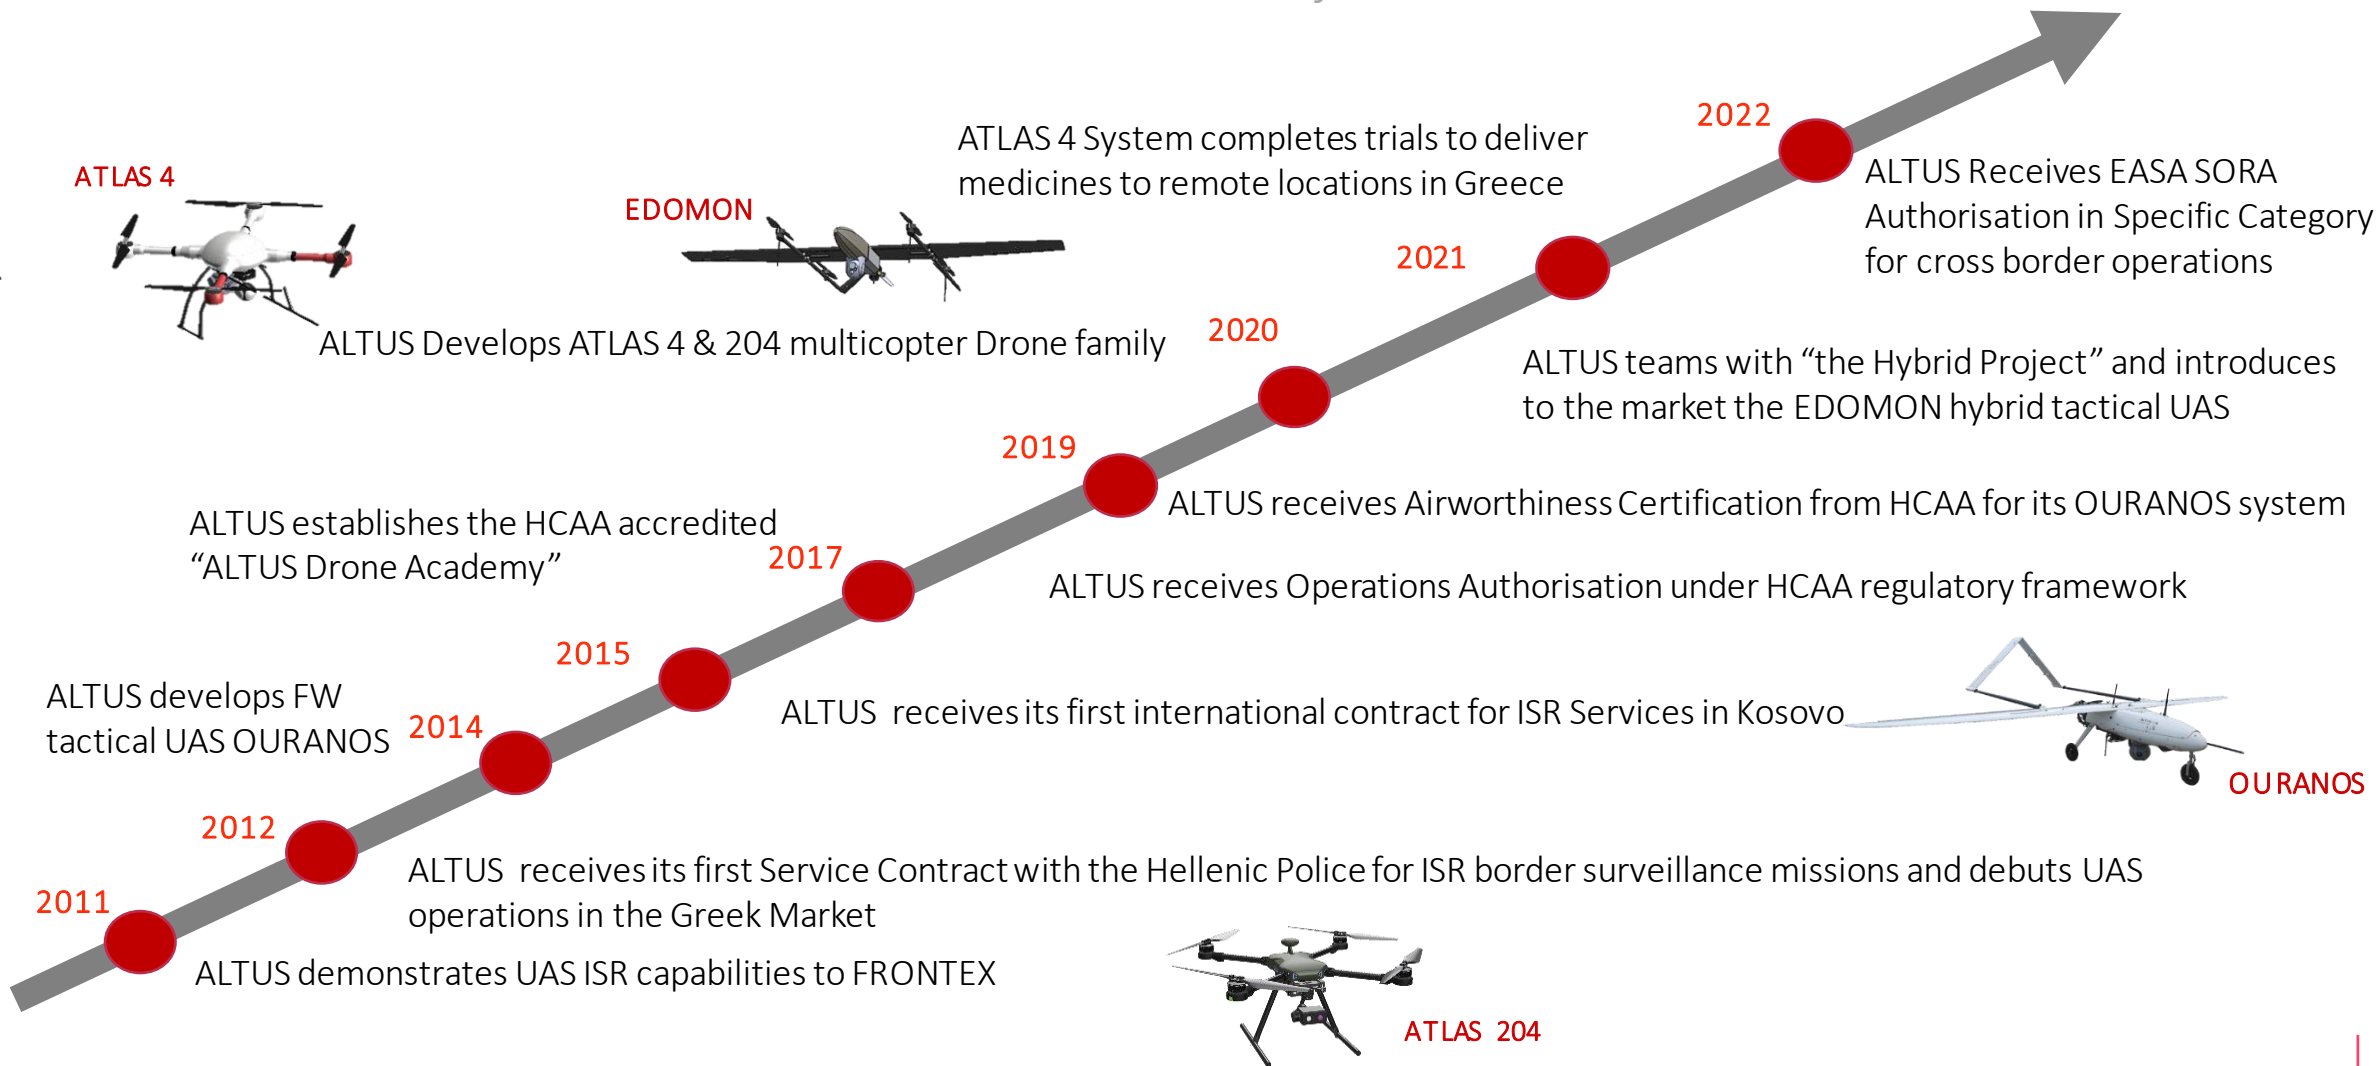 2022
ATLAS 4 System completes trials to deliver
medicines to remote locations in Greece
ALTUS Receives EASA SORA
Authorisation in Specific Category
for cross border operations
ATLAS 4
EDOMON
2021
2020
ALTUS Develops ATLAS 4 & 204 multicopter Drone family
ALTUS teams with “the Hybrid Project” and introduces
to the market the EDOMON hybrid tactical UAS
2019
ALTUS receives Airworthiness Certification from HCAA for its OURANOS system
ALTUS establishes the HCAA accredited
“ALTUS Drone Academy”
2017
ALTUS receives Operations Authorisation under HCAA regulatory framework
2015
ALTUS develops FW
tactical UAS OURANOS
2014
ALTUS receives its first international contract for ISR Services in Kosovo
OURANOS
2012
ALTUS receives its first Service Contract with the Hellenic Police for ISR border surveillance missions and debuts UAS
operations in the Greek Market
2011
ALTUS demonstrates UAS ISR capabilities to FRONTEX
ATLAS 204